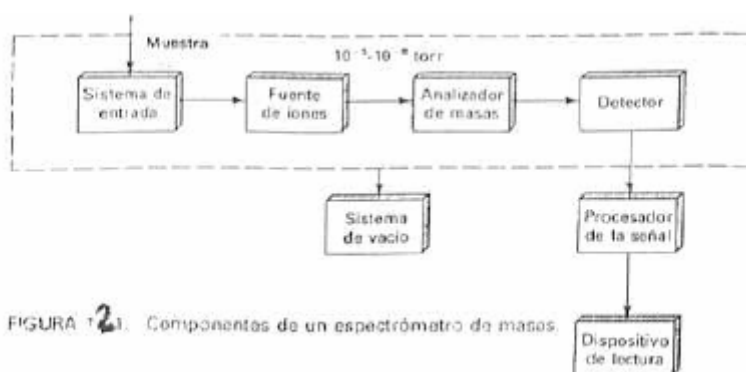 Muestra
10⁻⁵-10⁻⁸ torr
Sistema de
entrada
Fuente
de iones
Analizador
de masas
Detector
Sistema
de vacío
Procesador
de la señal
FIGURA 2. Componentes de un espectrómetro de masas.
Dispositivo
de lectura